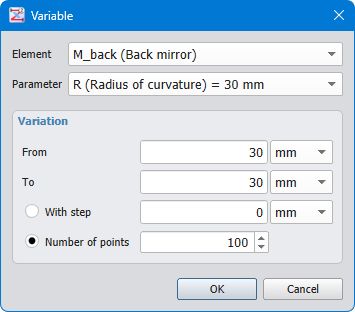 Variable
Element M_back (Back mirror)
Parameter R (Radius of curvature) = 30 mm
Variation
From 30 mm
To 30 mm
With step 0 mm
Number of points 100
OK Cancel